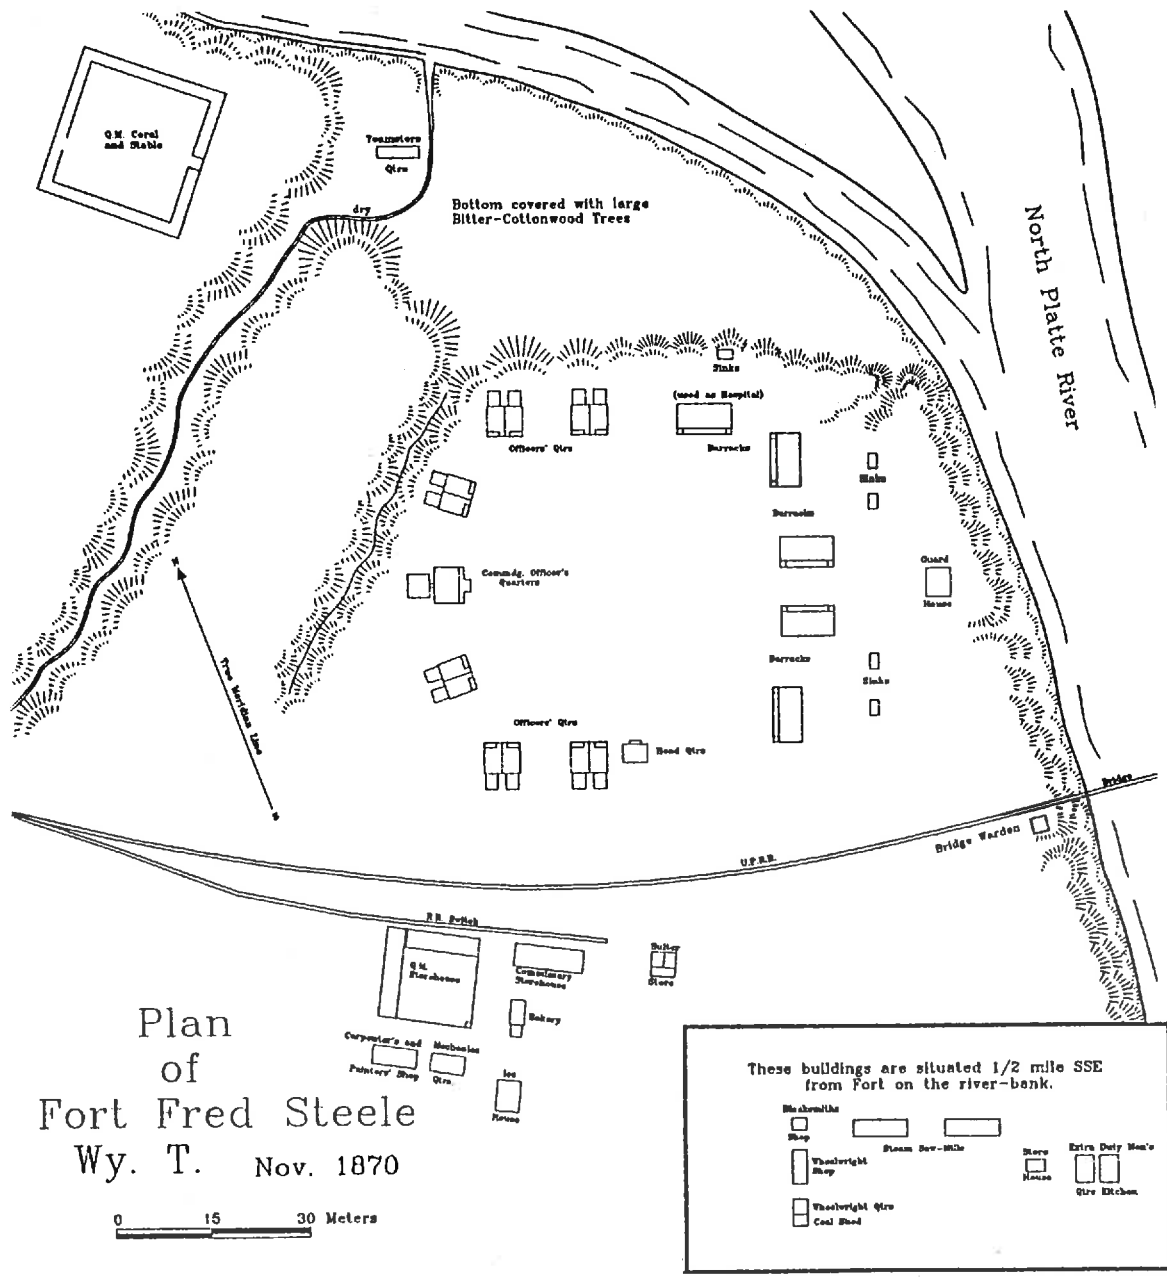 Q.M. Coral
and Stable
Teamsters
Qtrs
dry
Bottom covered with large
Bitter-Cottonwood Trees
North Platte River
Sinks
(used as Hospital)
Barracks
Officers' Qtrs
Sinks
Barracks
N
Commdg. Officer's
Quarters
Guard
House
True Meridian Line
Barracks
Sinks
Officers' Qtrs
Head Qtrs
S
Bridge
Bridge Warden
U.P.R.R.
R R Switch
Q.M.
Storehouse
Commissary
Storehouse
Sutler
Store
Bakery
Carpenter's and
Painters' Shop
Mechanics
Qtrs.
Ice
House
Plan
of
Fort Fred Steele
Wy. T. Nov. 1870
0 15 30 Meters
These buildings are situated 1/2 mile SSE
from Fort on the river-bank.
Blacksmiths
Shop
Steam Saw-Mills
Wheelwright
Shop
Store
House
Extra Duty Men's
Qtrs Kitchen
Wheelwright Qtrs
Coal Shed